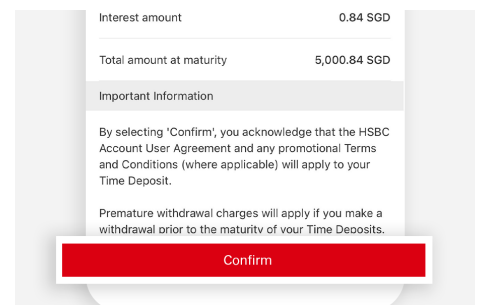 Interest amount 0.84 SGD
Total amount at maturity 5,000.84 SGD
Important Information
By selecting 'Confirm', you acknowledge that the HSBC
Account User Agreement and any promotional Terms
and Conditions (where applicable) will apply to your
Time Deposit.
Premature withdrawal charges will apply if you make a
withdrawal prior to the maturity of your Time Deposits.
Confirm